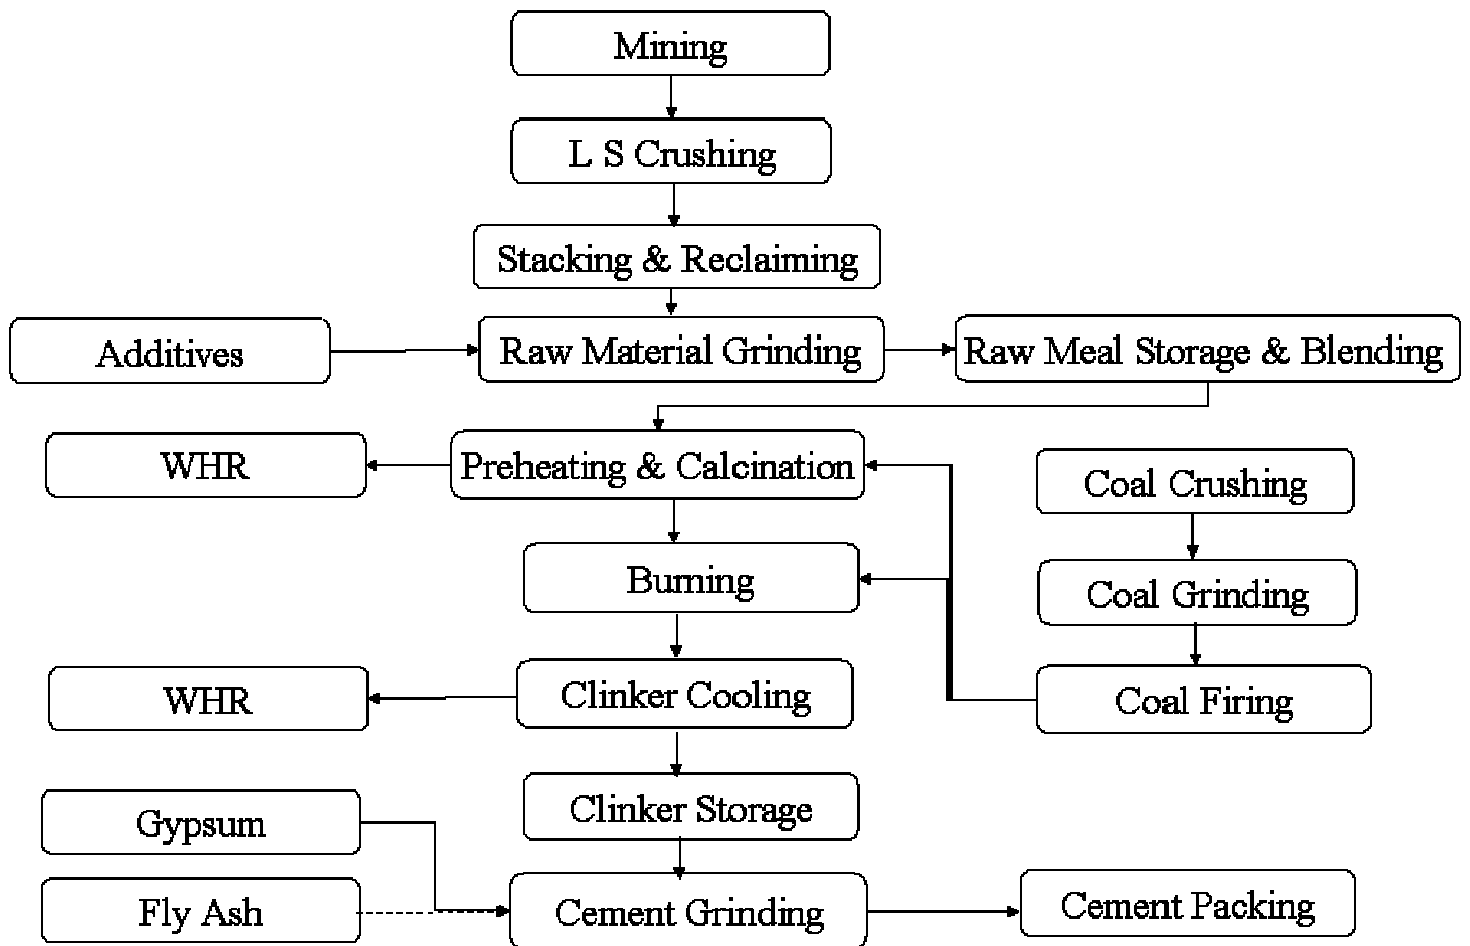 Mining
L S Crushing
Stacking & Reclaiming
Additives
Raw Material Grinding
Raw Meal Storage & Blending
WHR
Preheating & Calcination
Coal Crushing
Burning
Coal Grinding
WHR
Clinker Cooling
Coal Firing
Gypsum
Clinker Storage
Fly Ash
Cement Grinding
Cement Packing